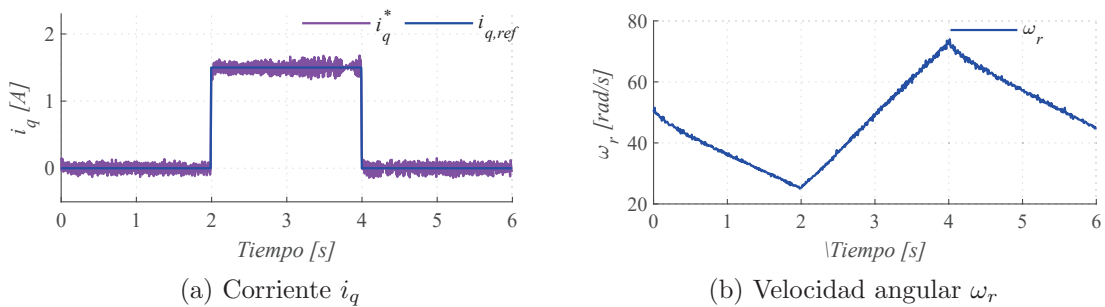 i_q^* i_{q,ref}
2
1
0
i_q [A]
0 1 2 3 4 5 6
Tiempo [s]
(a) Corriente i_q
ω_r
80
60
40
20
ω_r [rad/s]
0 1 2 3 4 5 6
\Tiempo [s]
(b) Velocidad angular ω_r